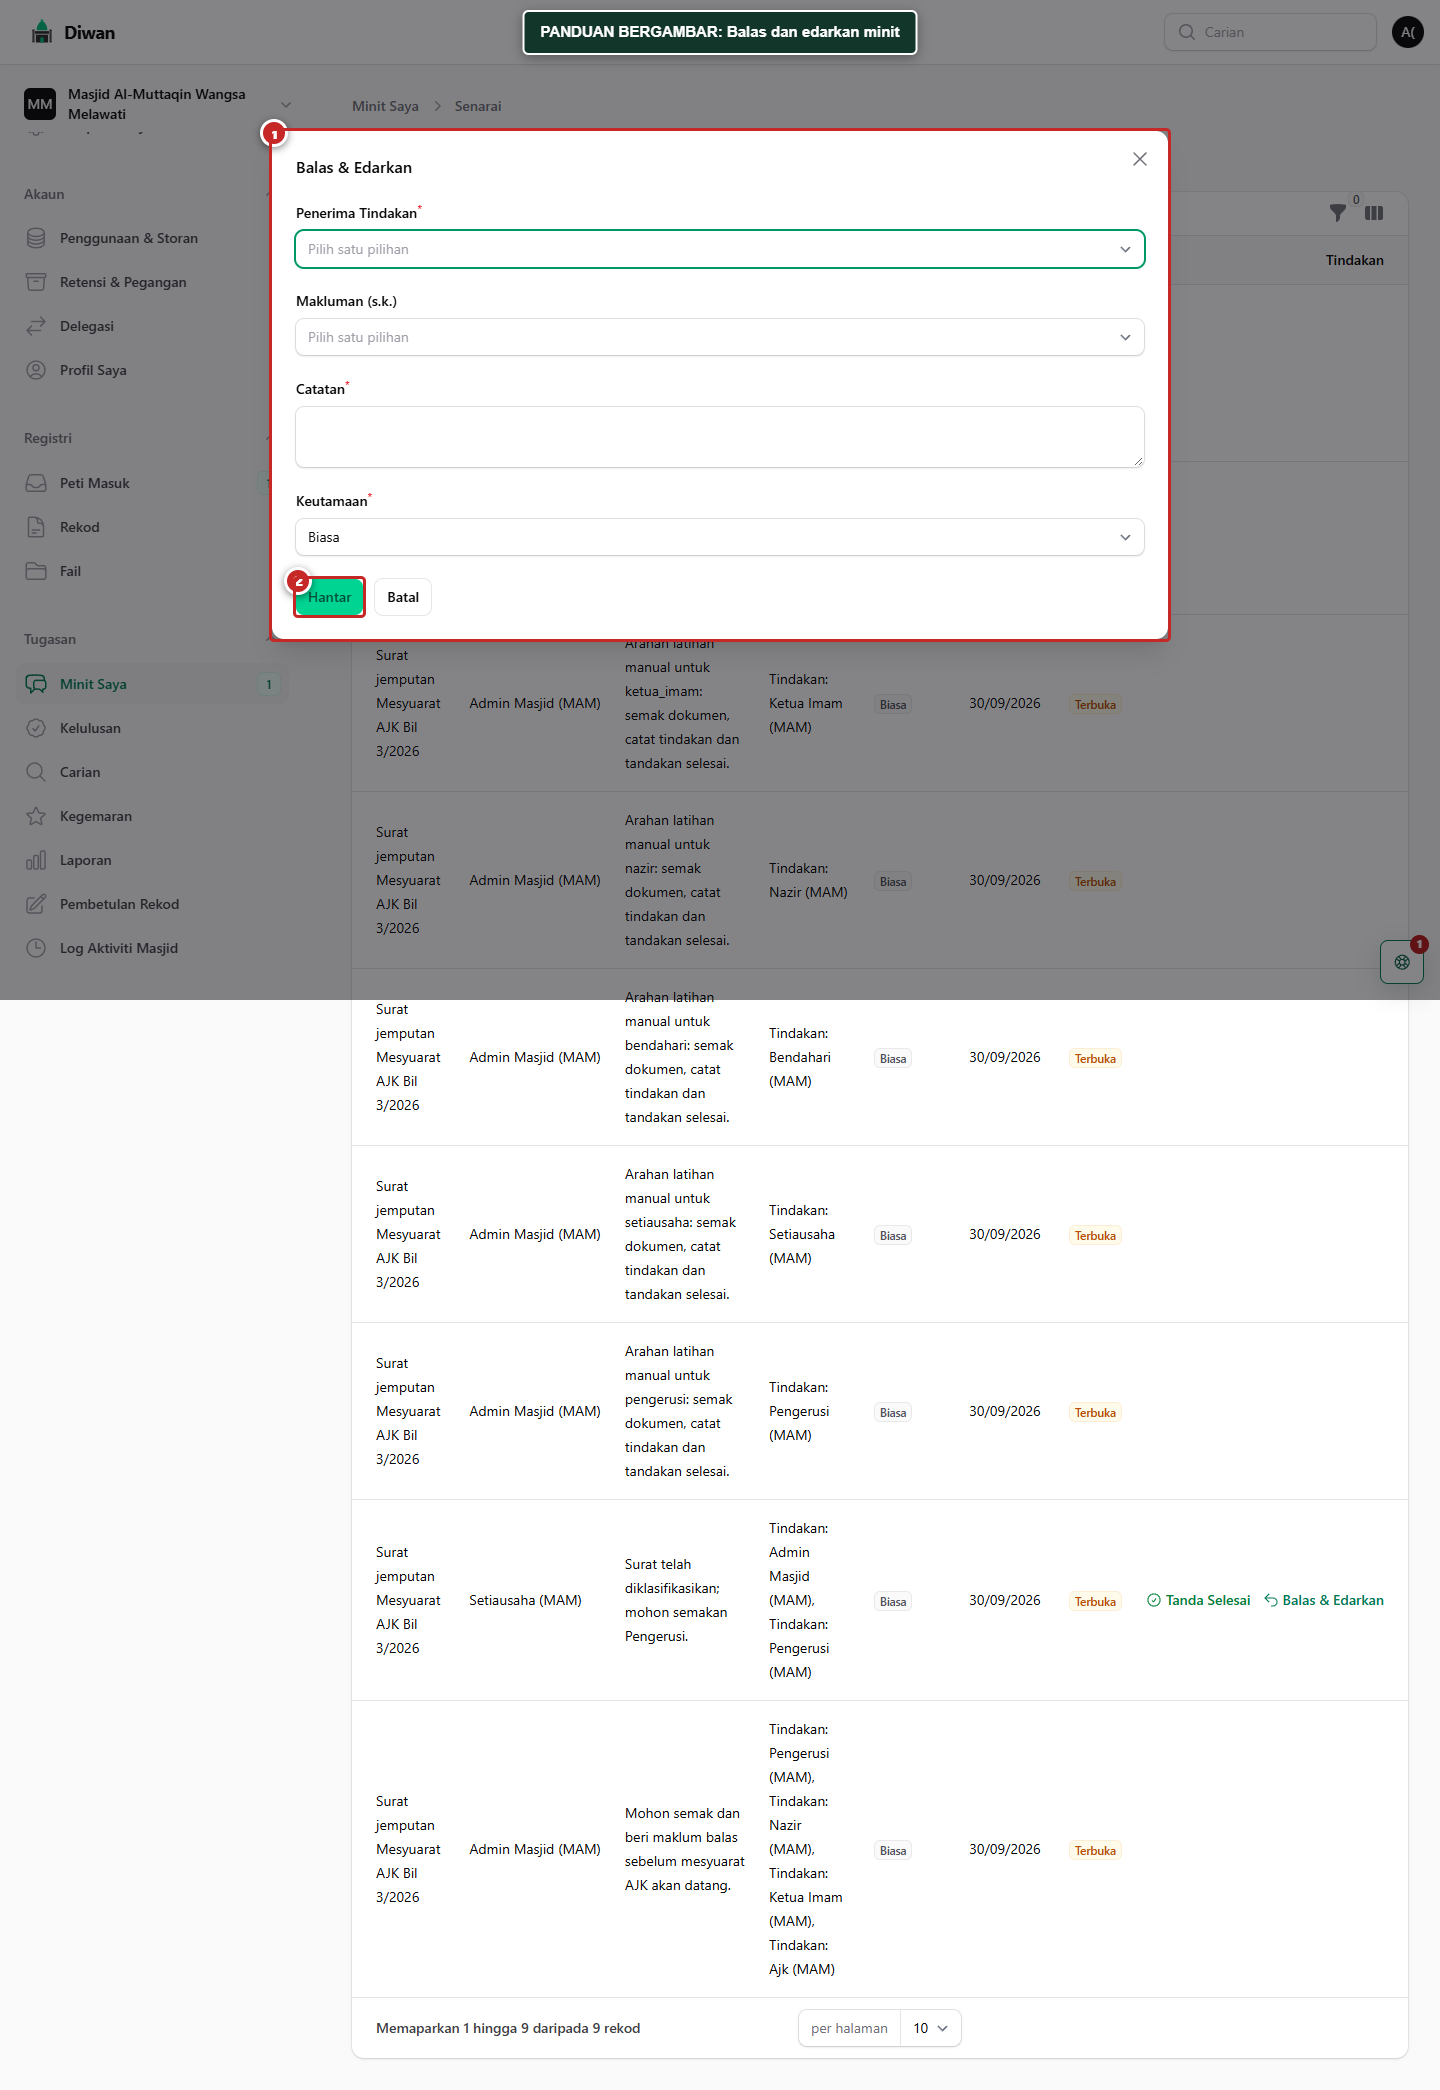 Diwan
PANDUAN BERGAMBAR: Balas dan edarkan minit
Carian
A(
MM
Masjid Al-Muttaqin Wangsa
Melawati
Akaun
Penggunaan & Storan
Retensi & Pegangan
Delegasi
Profil Saya
Registri
Peti Masuk
Rekod
Fail
Tugasan
Minit Saya
1
Kelulusan
Carian
Kegemaran
Laporan
Pembetulan Rekod
Log Aktiviti Masjid
Minit Saya
Senarai
0
Tindakan
1
Balas & Edarkan
Penerima Tindakan*
Pilih satu pilihan
Makluman (s.k.)
Pilih satu pilihan
Catatan*
Keutamaan*
Biasa
2
Hantar
Batal
Surat
jemputan
Mesyuarat
AJK Bil
3/2026
Admin Masjid (MAM)
Arahan latihan
manual untuk
ketua_imam:
semak dokumen,
catat tindakan dan
tandakan selesai.
Tindakan:
Ketua Imam
(MAM)
Biasa
30/09/2026
Terbuka
Surat
jemputan
Mesyuarat
AJK Bil
3/2026
Admin Masjid (MAM)
Arahan latihan
manual untuk
nazir: semak
dokumen, catat
tindakan dan
tandakan selesai.
Tindakan:
Nazir (MAM)
Biasa
30/09/2026
Terbuka
1
Surat
jemputan
Mesyuarat
AJK Bil
3/2026
Admin Masjid (MAM)
Arahan latihan
manual untuk
bendahari: semak
dokumen, catat
tindakan dan
tandakan selesai.
Tindakan:
Bendahari
(MAM)
Biasa
30/09/2026
Terbuka
Surat
jemputan
Mesyuarat
AJK Bil
3/2026
Admin Masjid (MAM)
Arahan latihan
manual untuk
setiausaha: semak
dokumen, catat
tindakan dan
tandakan selesai.
Tindakan:
Setiausaha
(MAM)
Biasa
30/09/2026
Terbuka
Surat
jemputan
Mesyuarat
AJK Bil
3/2026
Admin Masjid (MAM)
Arahan latihan
manual untuk
pengerusi: semak
dokumen, catat
tindakan dan
tandakan selesai.
Tindakan:
Pengerusi
(MAM)
Biasa
30/09/2026
Terbuka
Surat
jemputan
Mesyuarat
AJK Bil
3/2026
Setiausaha (MAM)
Surat telah
diklasifikasikan;
mohon semakan
Pengerusi.
Tindakan:
Admin
Masjid
(MAM),
Tindakan:
Pengerusi
(MAM)
Biasa
30/09/2026
Terbuka
Tanda Selesai
Balas & Edarkan
Surat
jemputan
Mesyuarat
AJK Bil
3/2026
Admin Masjid (MAM)
Mohon semak dan
beri maklum balas
sebelum mesyuarat
AJK akan datang.
Tindakan:
Pengerusi
(MAM),
Tindakan:
Nazir
(MAM),
Tindakan:
Ketua Imam
(MAM),
Tindakan:
Ajk (MAM)
Biasa
30/09/2026
Terbuka
Memaparkan 1 hingga 9 daripada 9 rekod
per halaman
10